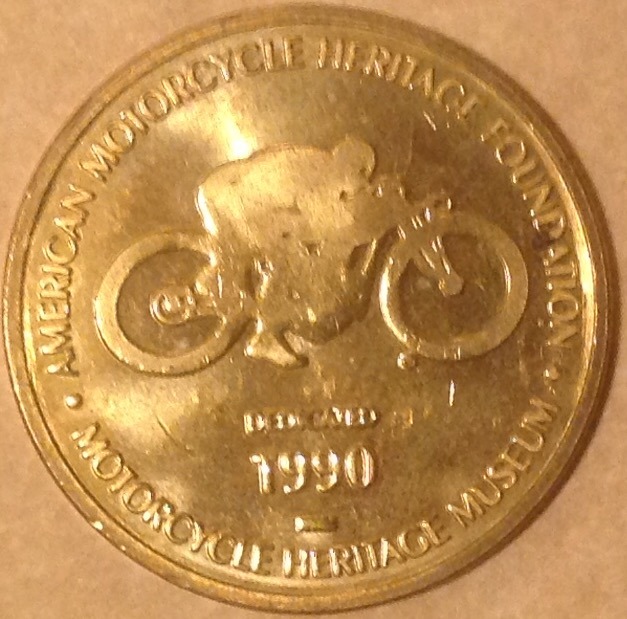 AMERICAN MOTORCYCLE HERITAGE FOUNDATION
DEDICATED
1990
MOTORCYCLE HERITAGE MUSEUM